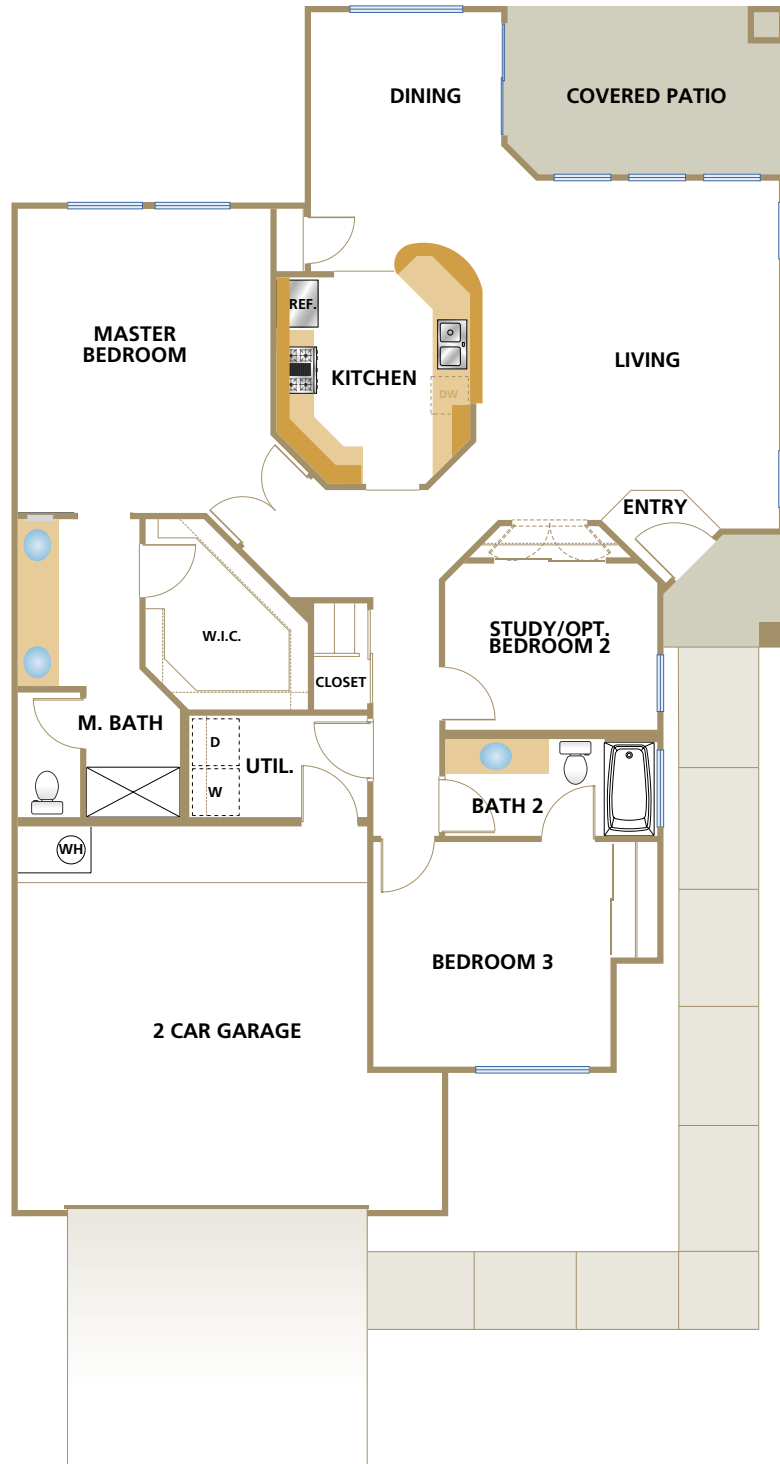 DINING
COVERED PATIO
REF.
MASTER
BEDROOM
KITCHEN
LIVING
DW
ENTRY
W.I.C.
STUDY/OPT.
BEDROOM 2
CLOSET
M. BATH
D
UTIL.
W
BATH 2
WH
BEDROOM 3
2 CAR GARAGE